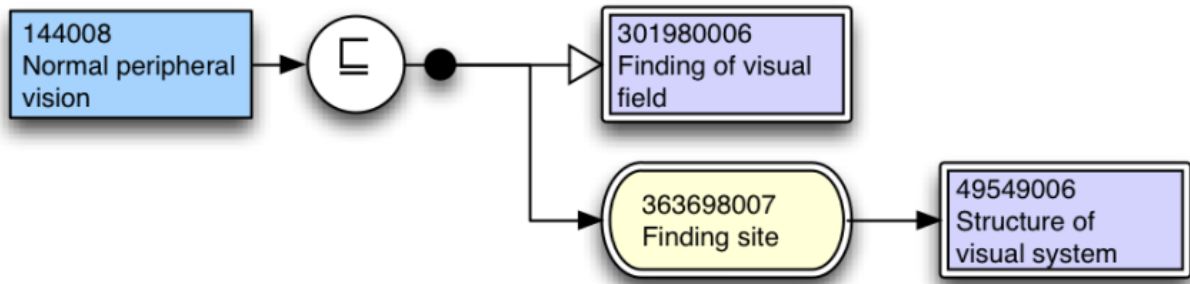 144008
Normal peripheral
vision
⊑
301980006
Finding of visual
field
363698007
Finding site
49549006
Structure of
visual system